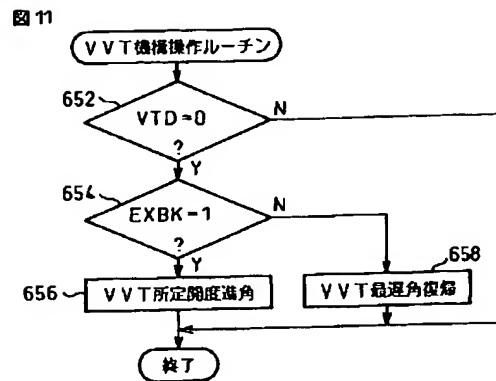 図11
VVT機構操作ルーチン
652
VTD=0
?
N
Y
654
EXBK=1
?
N
Y
656
VVT所定開度進角
658
VVT最遅角復帰
終了